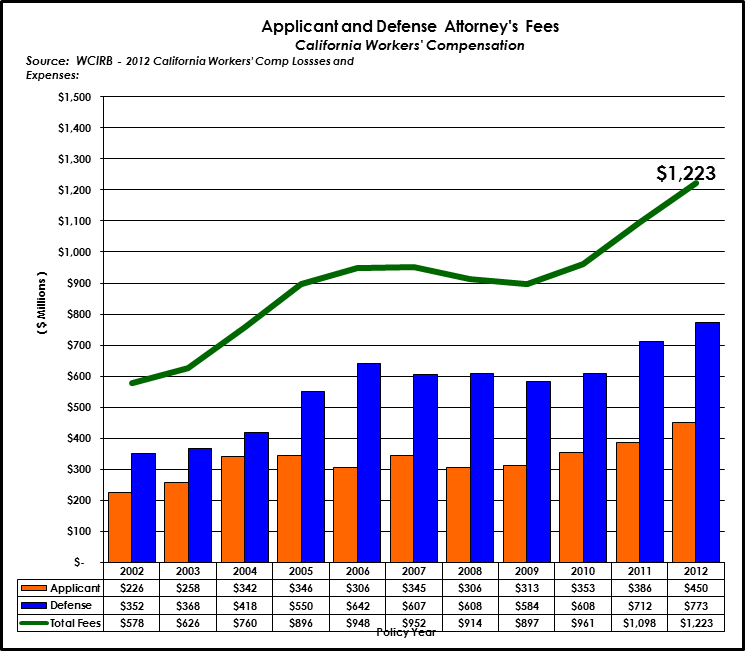 Applicant and Defense Attorney's Fees
California Workers' Compensation
Source: WCIRB - 2012 California Workers' Comp Lossses and
Expenses:
$1,500
$1,400
$1,300
$1,223
$1,200
$1,100
$1,000
$900
$800
$700
$600
$500
$400
$300
$200
$100
$-
( $ Millions )
2002 2003 2004 2005 2006 2007 2008 2009 2010 2011 2012
Applicant $226 $258 $342 $346 $306 $345 $306 $313 $353 $386 $450
Defense $352 $368 $418 $550 $642 $607 $608 $584 $608 $712 $773
Total Fees $578 $626 $760 $896 $948 $952 $914 $897 $961 $1,098 $1,223
Policy Year